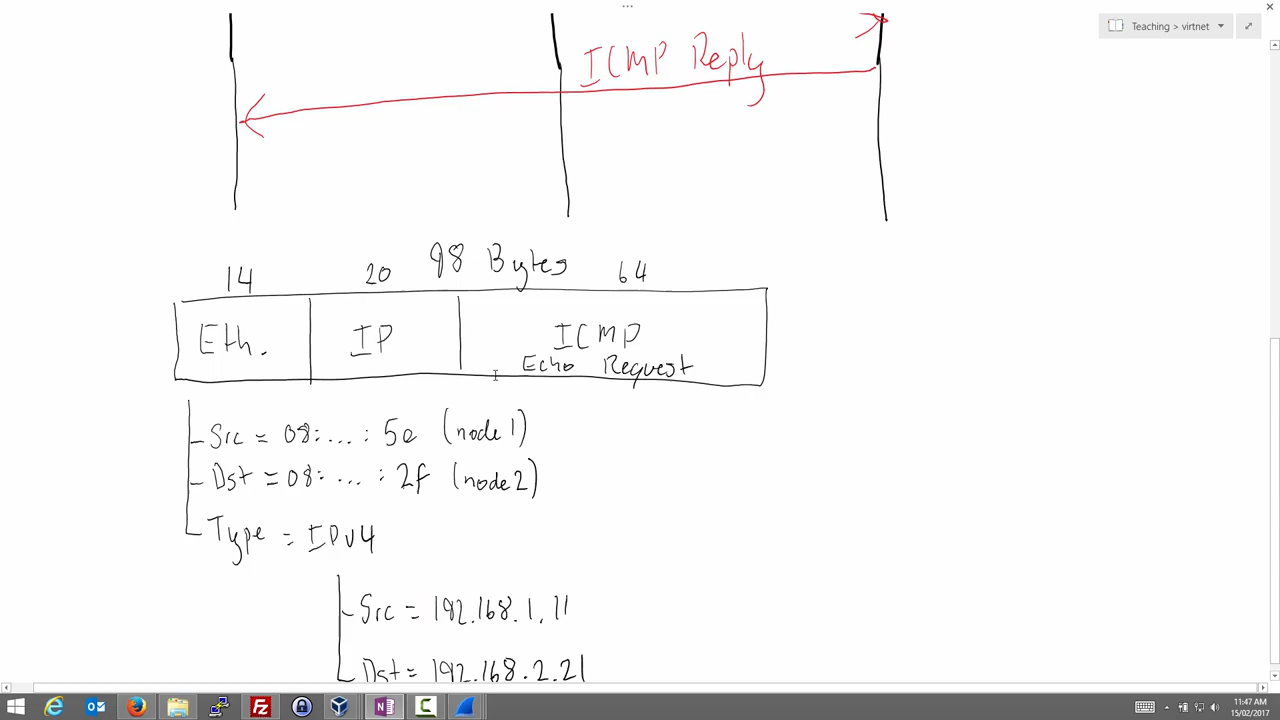 Teaching > virtnet
ICMP Reply
98 Bytes
14 20 64
Eth. IP ICMP
Echo Request
Src = 08:...:5e (node1)
Dst = 08:...:2f (node2)
Type = IPv4
Src = 192.168.1.11
Dst = 192.168.2.21
11:47 AM
15/02/2017